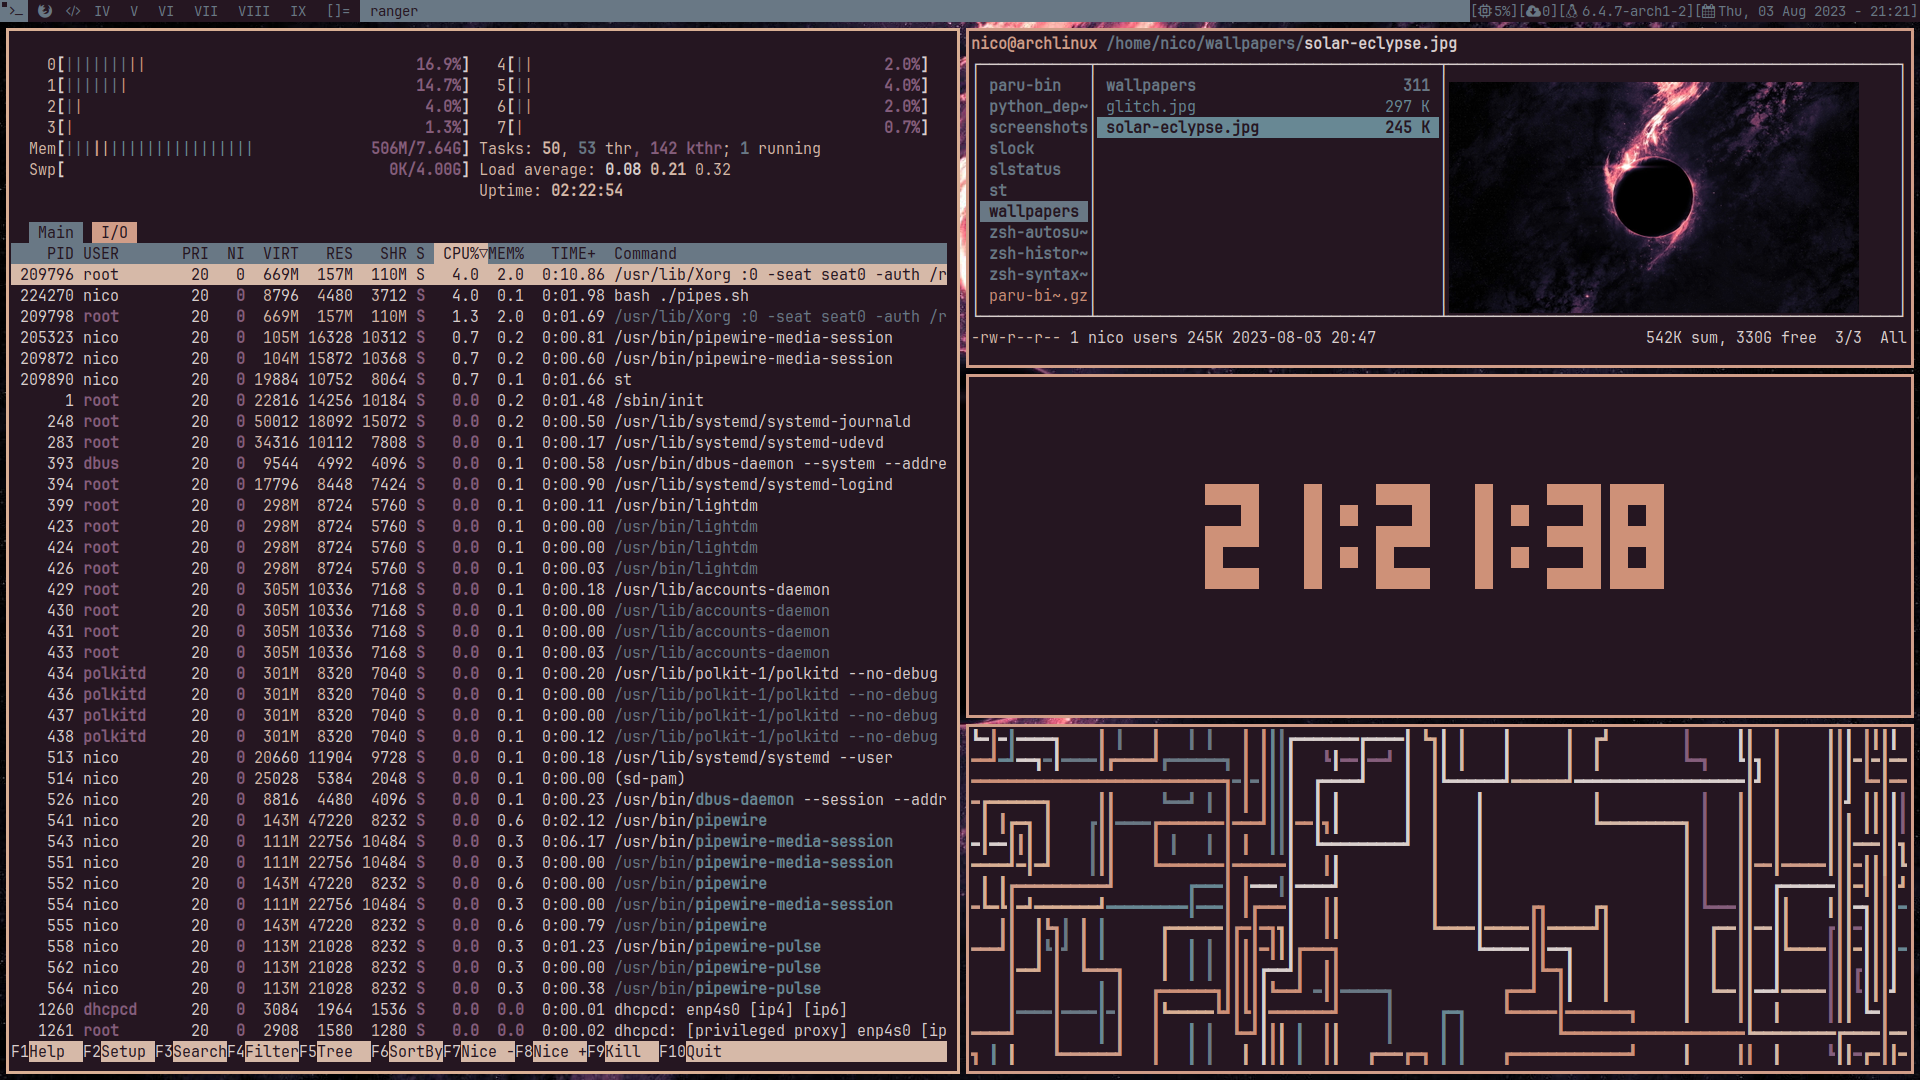 IV V VI VII VIII IX []= ranger [5%][0][6.4.7-arch1-2][Thu, 03 Aug 2023 - 21:21]
0[||||||||| 16.9%] 4[|| 2.0%]
1[||||||| 14.7%] 5[|| 4.0%]
2[|| 4.0%] 6[|| 2.0%]
3[| 1.3%] 7[| 0.7%]
Mem[||||||||||||||||||||| 506M/7.64G] Tasks: 50, 53 thr, 142 kthr; 1 running
Swp[ 0K/4.00G] Load average: 0.08 0.21 0.32
Uptime: 02:22:54
Main I/O
PID USER PRI NI VIRT RES SHR S CPU%▽MEM% TIME+ Command
209796 root 20 0 669M 157M 110M S 4.0 2.0 0:10.86 /usr/lib/Xorg :0 -seat seat0 -auth /r
224270 nico 20 0 8796 4480 3712 S 4.0 0.1 0:01.98 bash ./pipes.sh
209798 root 20 0 669M 157M 110M S 1.3 2.0 0:01.69 /usr/lib/Xorg :0 -seat seat0 -auth /r
205323 nico 20 0 105M 16328 10312 S 0.7 0.2 0:00.81 /usr/bin/pipewire-media-session
209872 nico 20 0 104M 15872 10368 S 0.7 0.2 0:00.60 /usr/bin/pipewire-media-session
209890 nico 20 0 19884 10752 8064 S 0.7 0.1 0:01.66 st
1 root 20 0 22816 14256 10184 S 0.0 0.2 0:01.48 /sbin/init
248 root 20 0 50012 18092 15072 S 0.0 0.2 0:00.50 /usr/lib/systemd/systemd-journald
283 root 20 0 34316 10112 7808 S 0.0 0.1 0:00.17 /usr/lib/systemd/systemd-udevd
393 dbus 20 0 9544 4992 4096 S 0.0 0.1 0:00.58 /usr/bin/dbus-daemon --system --addre
394 root 20 0 17796 8448 7424 S 0.0 0.1 0:00.90 /usr/lib/systemd/systemd-logind
399 root 20 0 298M 8724 5760 S 0.0 0.1 0:00.11 /usr/bin/lightdm
423 root 20 0 298M 8724 5760 S 0.0 0.1 0:00.00 /usr/bin/lightdm
424 root 20 0 298M 8724 5760 S 0.0 0.1 0:00.00 /usr/bin/lightdm
426 root 20 0 298M 8724 5760 S 0.0 0.1 0:00.03 /usr/bin/lightdm
429 root 20 0 305M 10336 7168 S 0.0 0.1 0:00.18 /usr/lib/accounts-daemon
430 root 20 0 305M 10336 7168 S 0.0 0.1 0:00.00 /usr/lib/accounts-daemon
431 root 20 0 305M 10336 7168 S 0.0 0.1 0:00.00 /usr/lib/accounts-daemon
433 root 20 0 305M 10336 7168 S 0.0 0.1 0:00.03 /usr/lib/accounts-daemon
434 polkitd 20 0 301M 8320 7040 S 0.0 0.1 0:00.20 /usr/lib/polkit-1/polkitd --no-debug
436 polkitd 20 0 301M 8320 7040 S 0.0 0.1 0:00.00 /usr/lib/polkit-1/polkitd --no-debug
437 polkitd 20 0 301M 8320 7040 S 0.0 0.1 0:00.00 /usr/lib/polkit-1/polkitd --no-debug
438 polkitd 20 0 301M 8320 7040 S 0.0 0.1 0:00.12 /usr/lib/polkit-1/polkitd --no-debug
513 nico 20 0 20660 11904 9728 S 0.0 0.1 0:00.18 /usr/lib/systemd/systemd --user
514 nico 20 0 25028 5384 2048 S 0.0 0.1 0:00.00 (sd-pam)
526 nico 20 0 8816 4480 4096 S 0.0 0.1 0:00.23 /usr/bin/dbus-daemon --session --addr
541 nico 20 0 143M 47220 8232 S 0.0 0.6 0:02.12 /usr/bin/pipewire
543 nico 20 0 111M 22756 10484 S 0.0 0.3 0:06.17 /usr/bin/pipewire-media-session
551 nico 20 0 111M 22756 10484 S 0.0 0.3 0:00.00 /usr/bin/pipewire-media-session
552 nico 20 0 143M 47220 8232 S 0.0 0.6 0:00.00 /usr/bin/pipewire
554 nico 20 0 111M 22756 10484 S 0.0 0.3 0:00.00 /usr/bin/pipewire-media-session
555 nico 20 0 143M 47220 8232 S 0.0 0.6 0:00.79 /usr/bin/pipewire
558 nico 20 0 113M 21028 8232 S 0.0 0.3 0:01.23 /usr/bin/pipewire-pulse
562 nico 20 0 113M 21028 8232 S 0.0 0.3 0:00.00 /usr/bin/pipewire-pulse
564 nico 20 0 113M 21028 8232 S 0.0 0.3 0:00.38 /usr/bin/pipewire-pulse
1260 dhcpcd 20 0 3084 1964 1536 S 0.0 0.0 0:00.01 dhcpcd: enp4s0 [ip4] [ip6]
1261 root 20 0 2908 1580 1280 S 0.0 0.0 0:00.02 dhcpcd: [privileged proxy] enp4s0 [ip
F1Help F2Setup F3SearchF4FilterF5Tree F6SortByF7Nice -F8Nice +F9Kill F10Quit
nico@archlinux /home/nico/wallpapers/solar-eclypse.jpg
paru-bin wallpapers 311
python_dep~ glitch.jpg 297 K
screenshots solar-eclypse.jpg 245 K
slock
slstatus
st
wallpapers
zsh-autosu~
zsh-histor~
zsh-syntax~
paru-bi~.gz
-rw-r--r-- 1 nico users 245K 2023-08-03 20:47 542K sum, 330G free 3/3 All
21:21:38